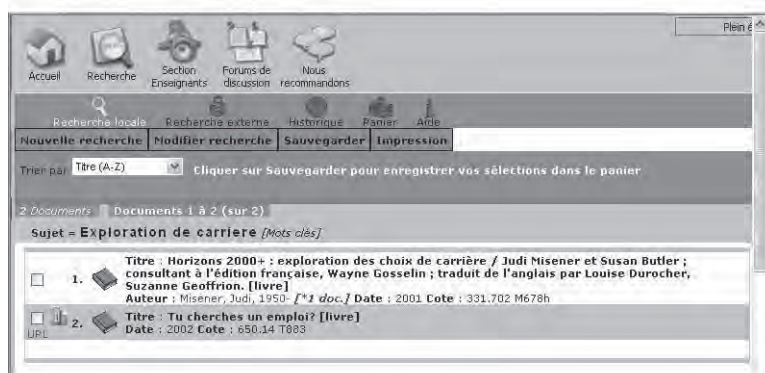 Plein é
Accueil Recherche Section Enseignants Forums de discussion Nous recommandons
Recherche locale Recherche externe Historique Panier Aide
Nouvelle recherche Modifier recherche Sauvegarder Impression
Trier par Titre (A-Z) Cliquer sur Sauvegarder pour enregistrer vos sélections dans le panier
2 Documents Documents 1 à 2 (sur 2)
Sujet = Exploration de carriere [Mots clés]
1. Titre : Horizons 2000+ : exploration des choix de carrière / Judi Misener et Susan Butler ;
consultant à l'édition française, Wayne Gosselin ; traduit de l'anglais par Louise Durocher,
Suzanne Geoffrion. [livre]
Auteur : Misener, Judi, 1950- [*1 doc.] Date : 2001 Cote : 331.702 M678h
2. Titre : Tu cherches un emploi? [livre]
URL Date : 2002 Cote : 650.14 T883